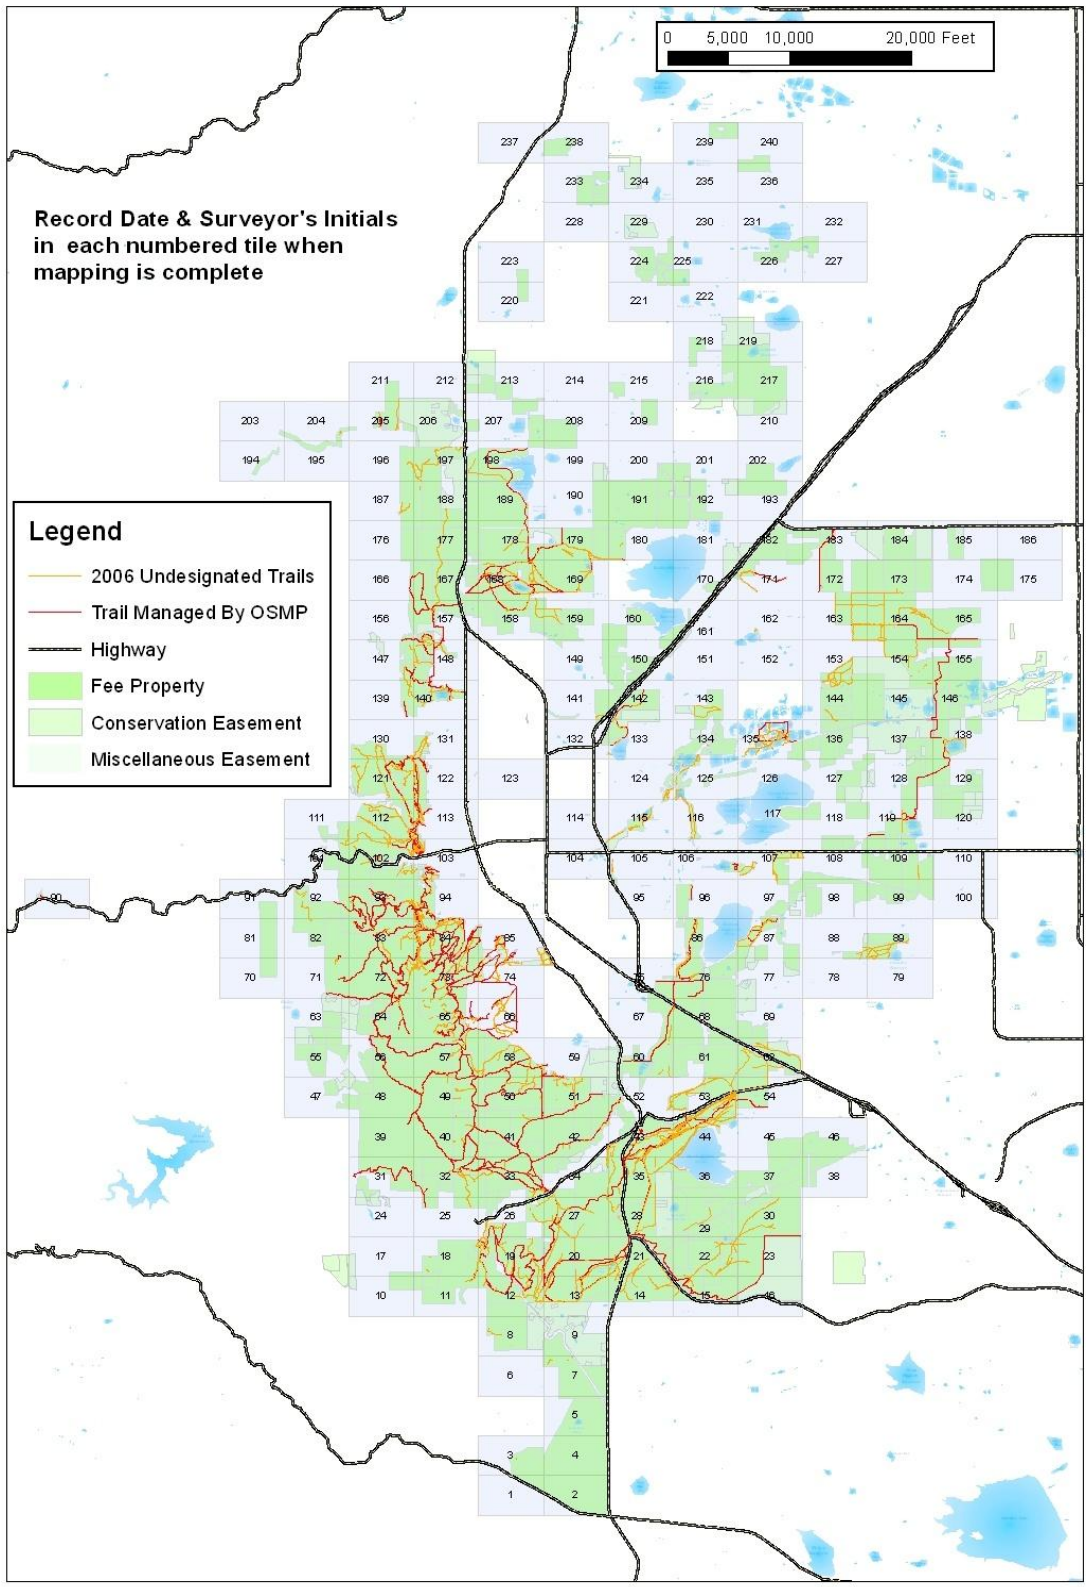 0 5,000 10,000 20,000 Feet
237 238 239 240
233 234 235 236
Record Date & Surveyor's Initials
in each numbered tile when
mapping is complete
228 229 230 231 232
223 224 225 226 227
220 221 222
218 219
211 212 213 214 215 216 217
203 204 205 206 207 208 209 210
194 195 196 197 198 199 200 201 202
187 188 189 190 191 192 193
Legend
176 177 178 179 180 181 182 183 184 185 186
2006 Undesignated Trails
166 167 168 169 170 171 172 173 174 175
Trail Managed By OSMP
156 157 158 159 160 161 162 163 164 165
Highway
147 148 149 150 151 152 153 154 155
Fee Property
139 140 141 142 143 144 145 146
Conservation Easement
130 131 132 133 134 135 136 137 138
Miscellaneous Easement
121 122 123 124 125 126 127 128 129
111 112 113 114 115 116 117 118 119 120
101 102 103 104 105 106 107 108 109 110
90 91 92 93 94 95 96 97 98 99 100
81 82 83 84 85 86 87 88 89
70 71 72 73 74 75 76 77 78 79
63 64 65 66 67 68 69
55 56 57 58 59 60 61 62
47 48 49 50 51 52 53 54
39 40 41 42 43 44 45 46
31 32 33 34 35 36 37 38
24 25 26 27 28 29 30
17 18 19 20 21 22 23
10 11 12 13 14 15 16
8 9
6 7
5
3 4
1 2